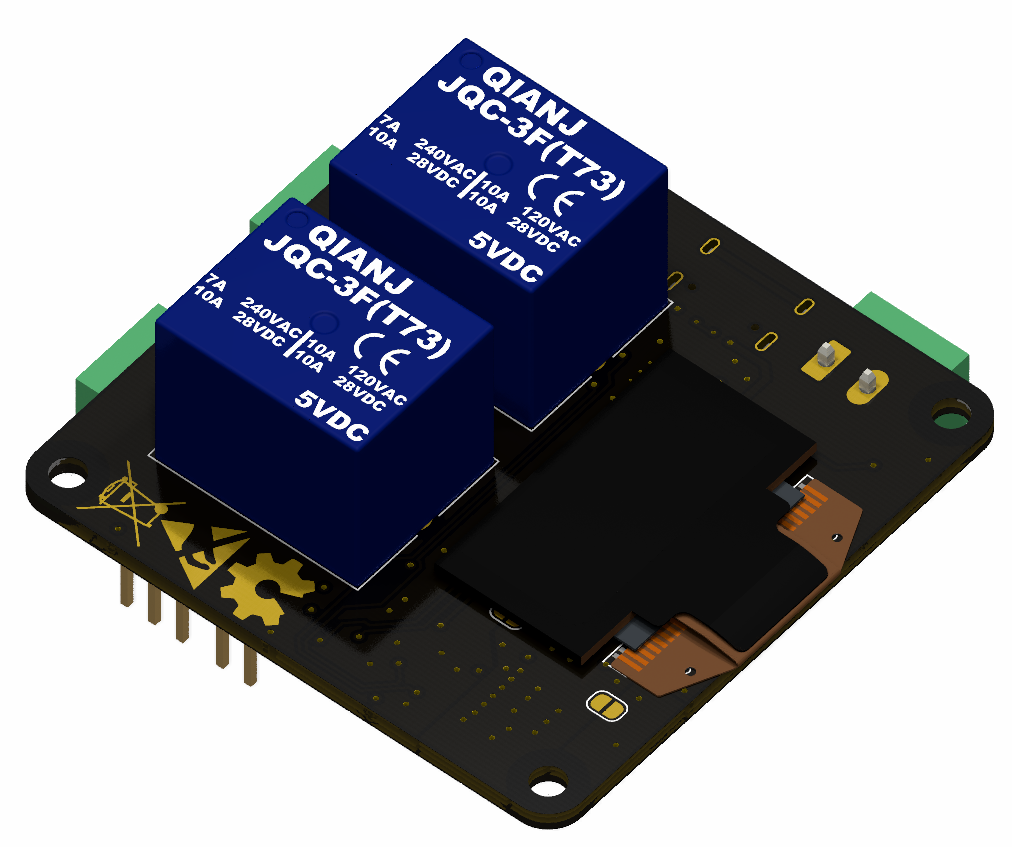 QIANJ
JQC-3F(T73)
7A 240VAC 10A 120VAC
10A 28VDC 10A 28VDC
CE
5VDC
QIANJ
JQC-3F(T73)
7A 240VAC 10A 120VAC
10A 28VDC 10A 28VDC
CE
5VDC